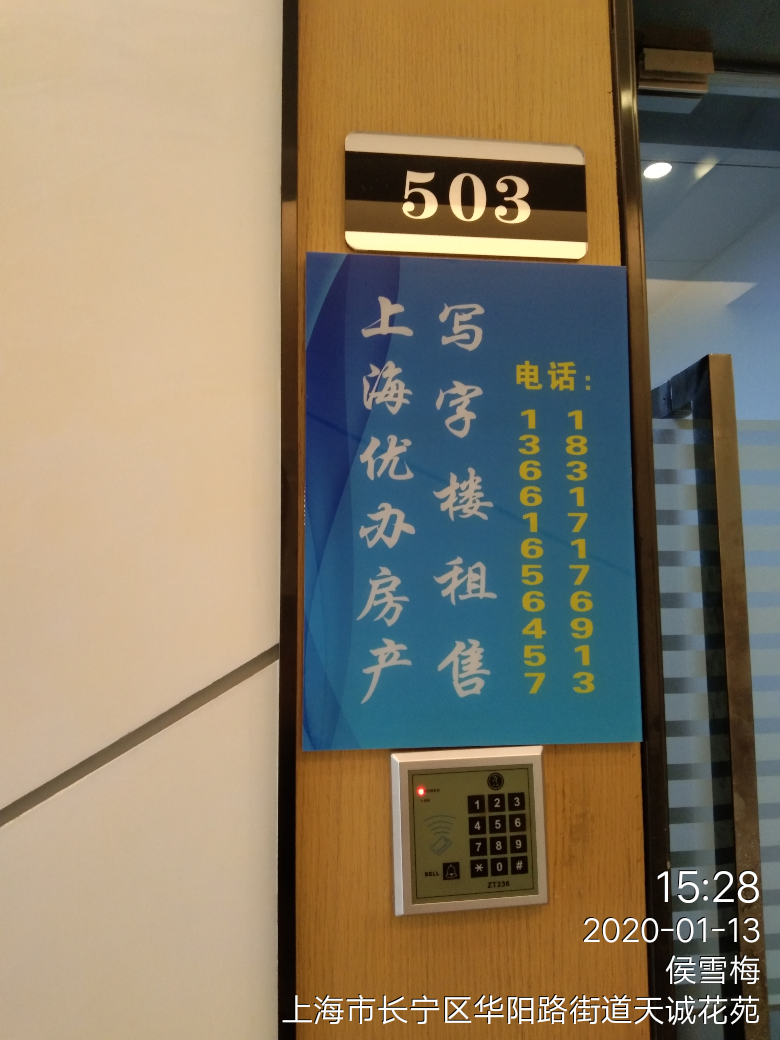 503
上海优办房产
写字楼租售
电话：
13661656457
18317176913
1 2 3
4 5 6
7 8 9
* 0 #
BELL
ZT236
15:28
2020-01-13
侯雪梅
上海市长宁区华阳路街道天诚花苑